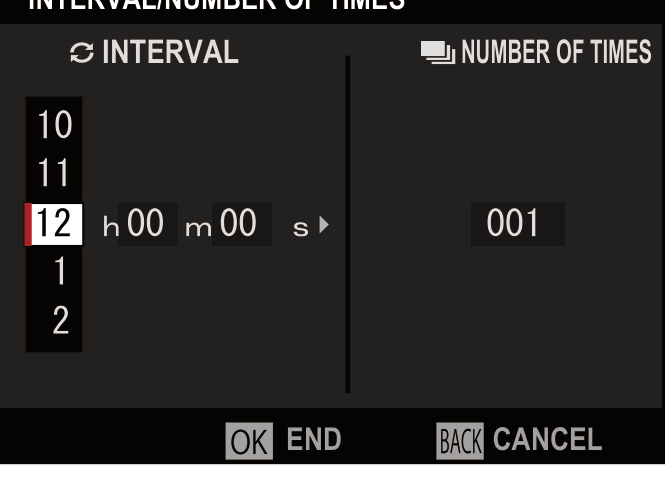 INTERVAL/NUMBER OF TIMES
INTERVAL
NUMBER OF TIMES
10
11
12 h 00 m 00 s
1
2
001
OK END
BACK CANCEL